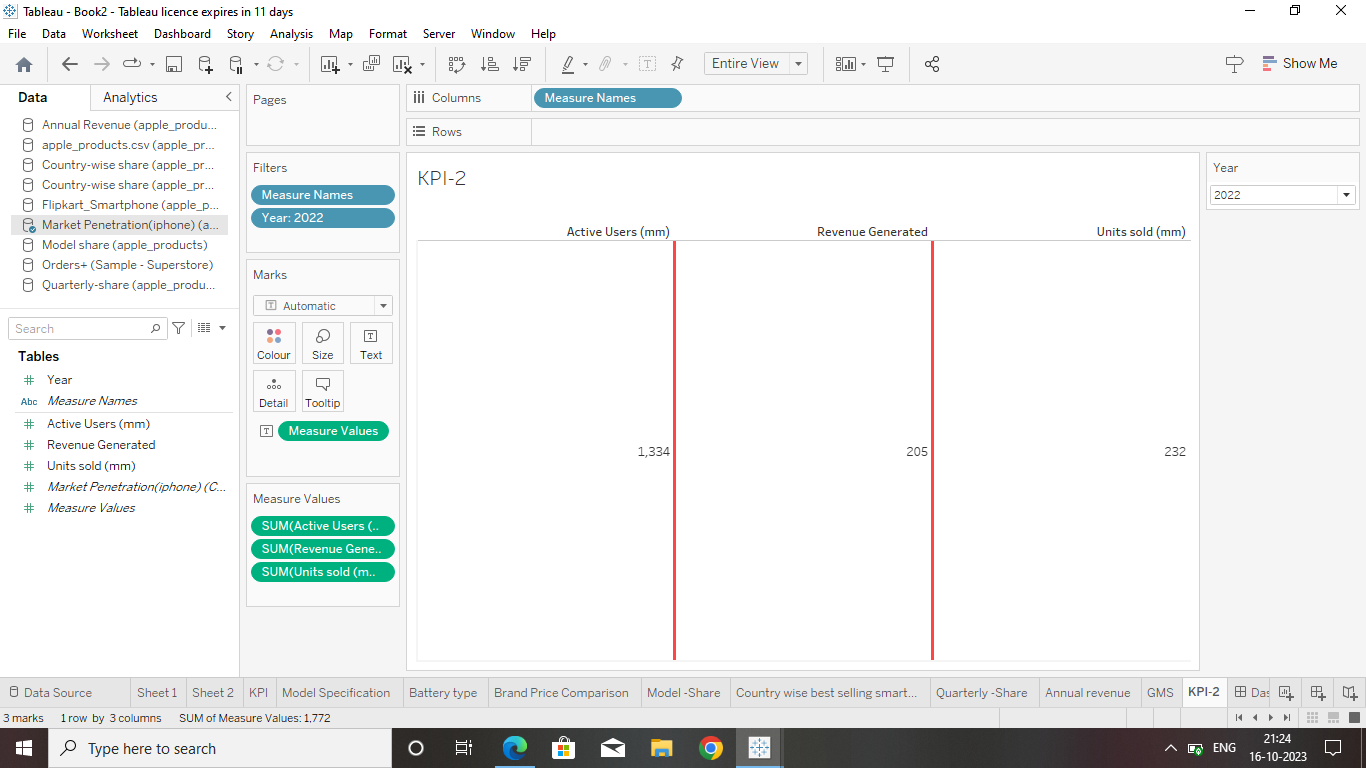 Tableau - Book2 - Tableau licence expires in 11 days
File Data Worksheet Dashboard Story Analysis Map Format Server Window Help
Entire View
Show Me
Data Analytics
Annual Revenue (apple_produ...
apple_products.csv (apple_pr...
Country-wise share (apple_pr...
Country-wise share (apple_pr...
Flipkart_Smartphone (apple_p...
Market Penetration(iphone) (a...
Model share (apple_products)
Orders+ (Sample - Superstore)
Quarterly-share (apple_produ...
Search
Tables
Year
Abc Measure Names
Active Users (mm)
Revenue Generated
Units sold (mm)
Market Penetration(iphone) (C...
Measure Values
Pages
Filters
Measure Names
Year: 2022
Marks
Automatic
Colour Size Text
Detail Tooltip
Measure Values
Measure Values
SUM(Active Users (..
SUM(Revenue Gene..
SUM(Units sold (m..
Columns Measure Names
Rows
KPI-2
Active Users (mm) Revenue Generated Units sold (mm)
1,334 205 232
Year
2022
Data Source Sheet 1 Sheet 2 KPI Model Specification Battery type Brand Price Comparison Model -Share Country wise best selling smart... Quarterly -Share Annual revenue GMS KPI-2 Das
3 marks 1 row by 3 columns SUM of Measure Values: 1,772
Type here to search
ENG
21:24
16-10-2023